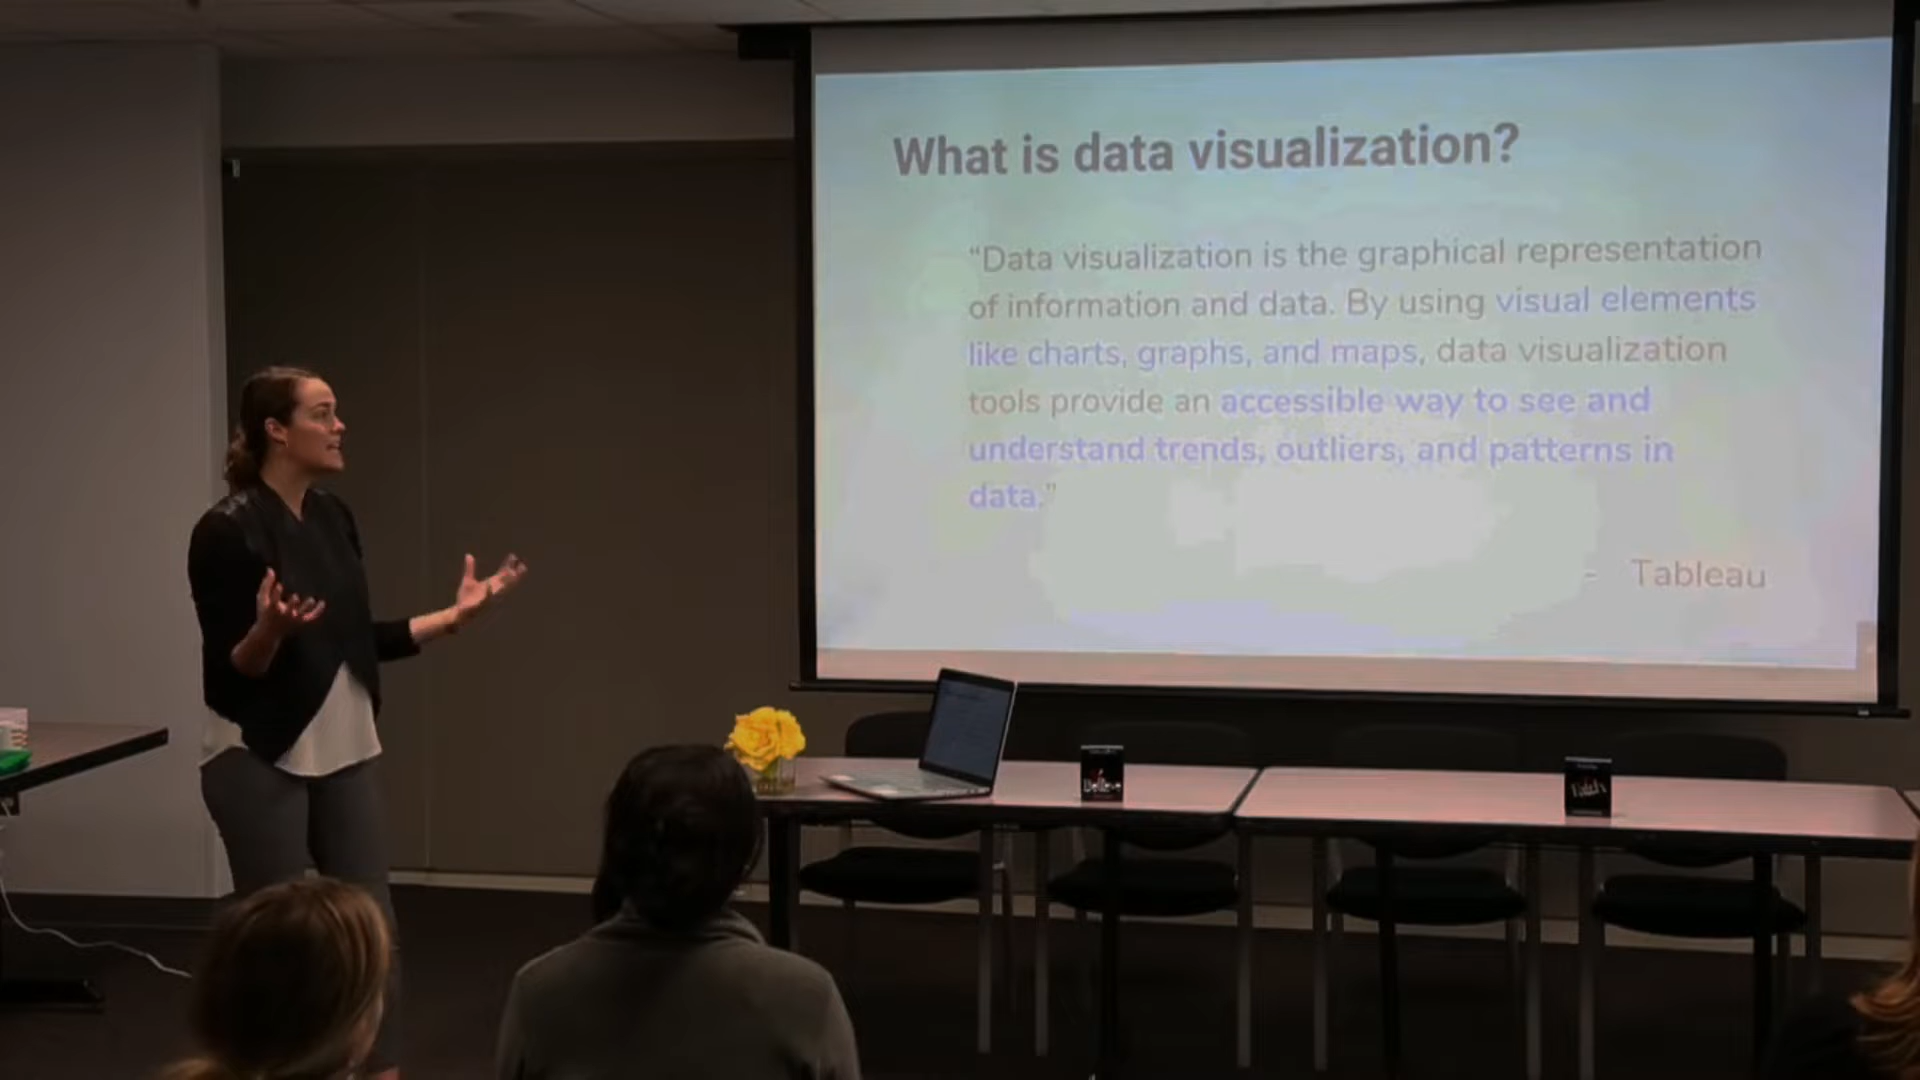 What is data visualization?
“Data visualization is the graphical representation
of information and data. By using visual elements
like charts, graphs, and maps, data visualization
tools provide an accessible way to see and
understand trends, outliers, and patterns in
data.”
- Tableau
Believe